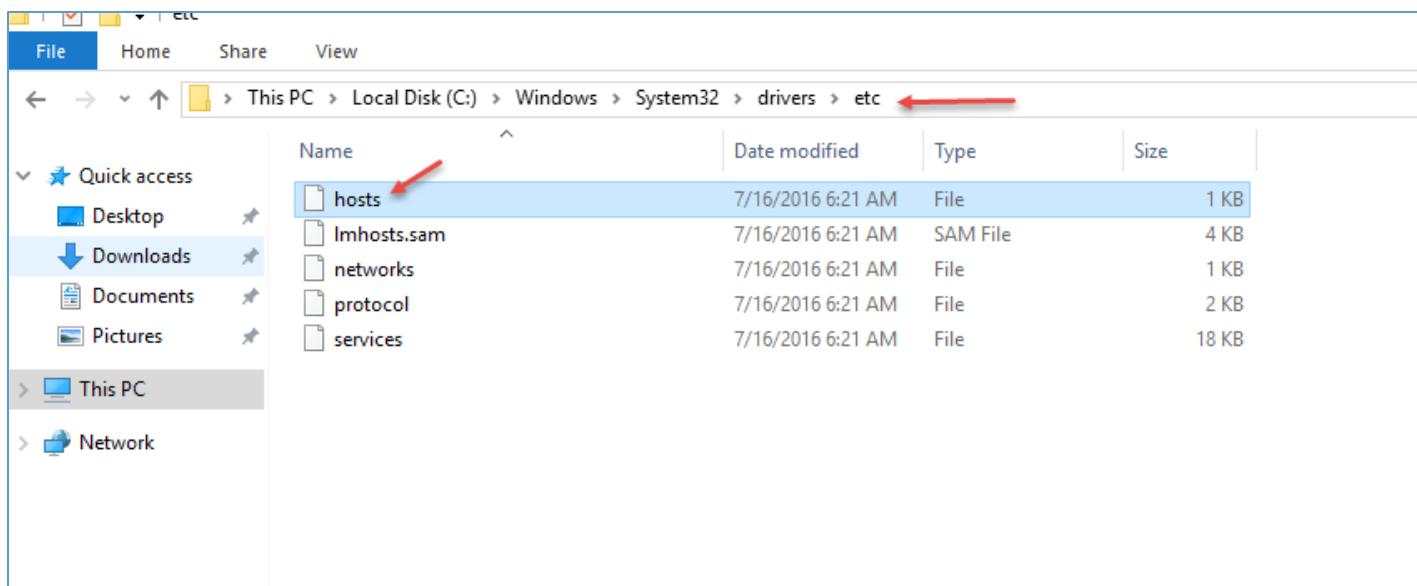 etc
File Home Share View
This PC > Local Disk (C:) > Windows > System32 > drivers > etc
Name Date modified Type Size
Quick access
hosts 7/16/2016 6:21 AM File 1 KB
Desktop
lmhosts.sam 7/16/2016 6:21 AM SAM File 4 KB
Downloads
networks 7/16/2016 6:21 AM File 1 KB
Documents
protocol 7/16/2016 6:21 AM File 2 KB
Pictures
services 7/16/2016 6:21 AM File 18 KB
This PC
Network